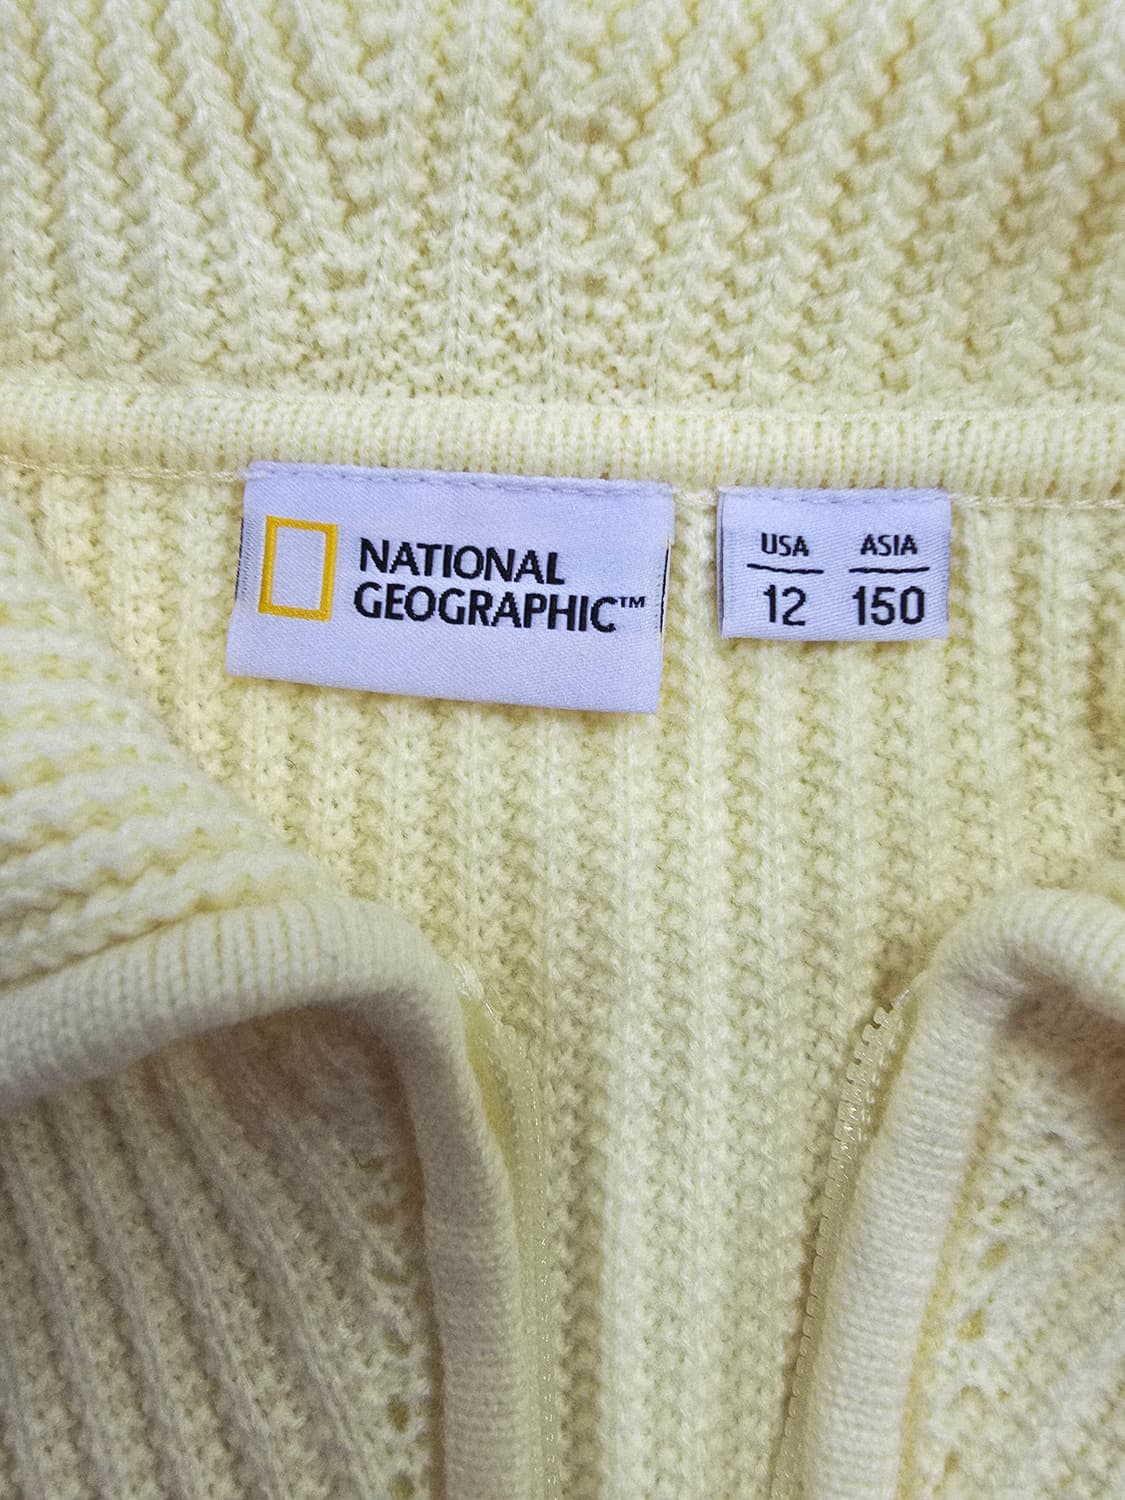 NATIONAL
GEOGRAPHIC™
USA ASIA
12 150